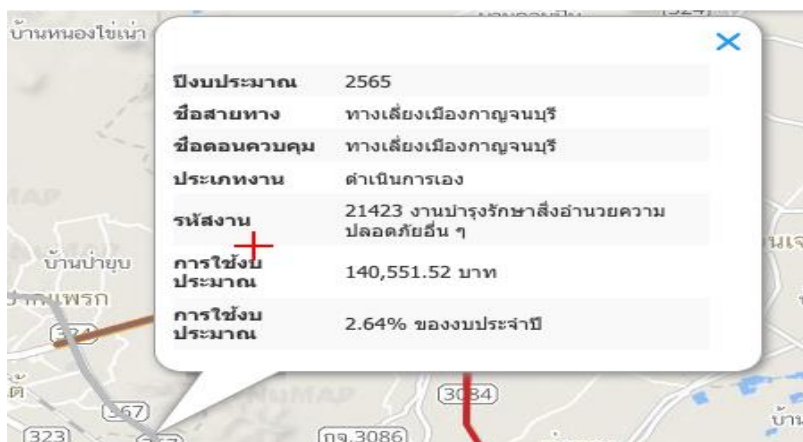 บ้านหนองไข่เน่า
ปีงบประมาณ 2565
ชื่อสายทาง ทางเลี่ยงเมืองกาญจนบุรี
ชื่อตอนควบคุม ทางเลี่ยงเมืองกาญจนบุรี
ประเภทงาน ดำเนินการเอง
รหัสงาน 21423 งานบำรุงรักษาสิ่งอำนวยความ
ปลอดภัยอื่น ๆ
การใช้งบ
ประมาณ 140,551.52 บาท
การใช้งบ
ประมาณ 2.64% ของงบประจำปี
บ้านป่ายุบ
324
367
3084
323
กจ.3086